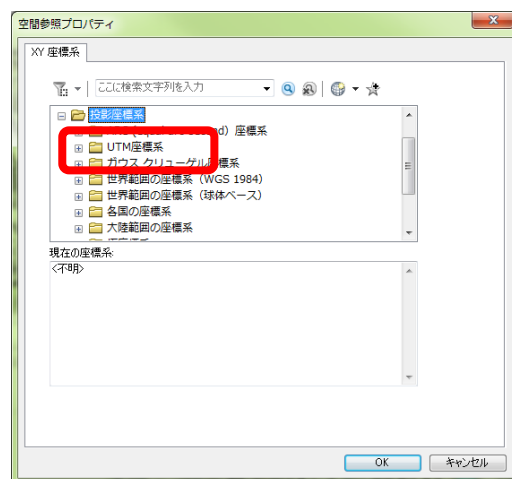 空間参照プロパティ
XY 座標系
ここに検索文字列を入力
投影座標系
座標系
UTM座標系
ガウス クリューゲル座標系
世界範囲の座標系（WGS 1984）
世界範囲の座標系（球体ベース）
各国の座標系
大陸範囲の座標系
現在の座標系:
<不明>
OK
キャンセル